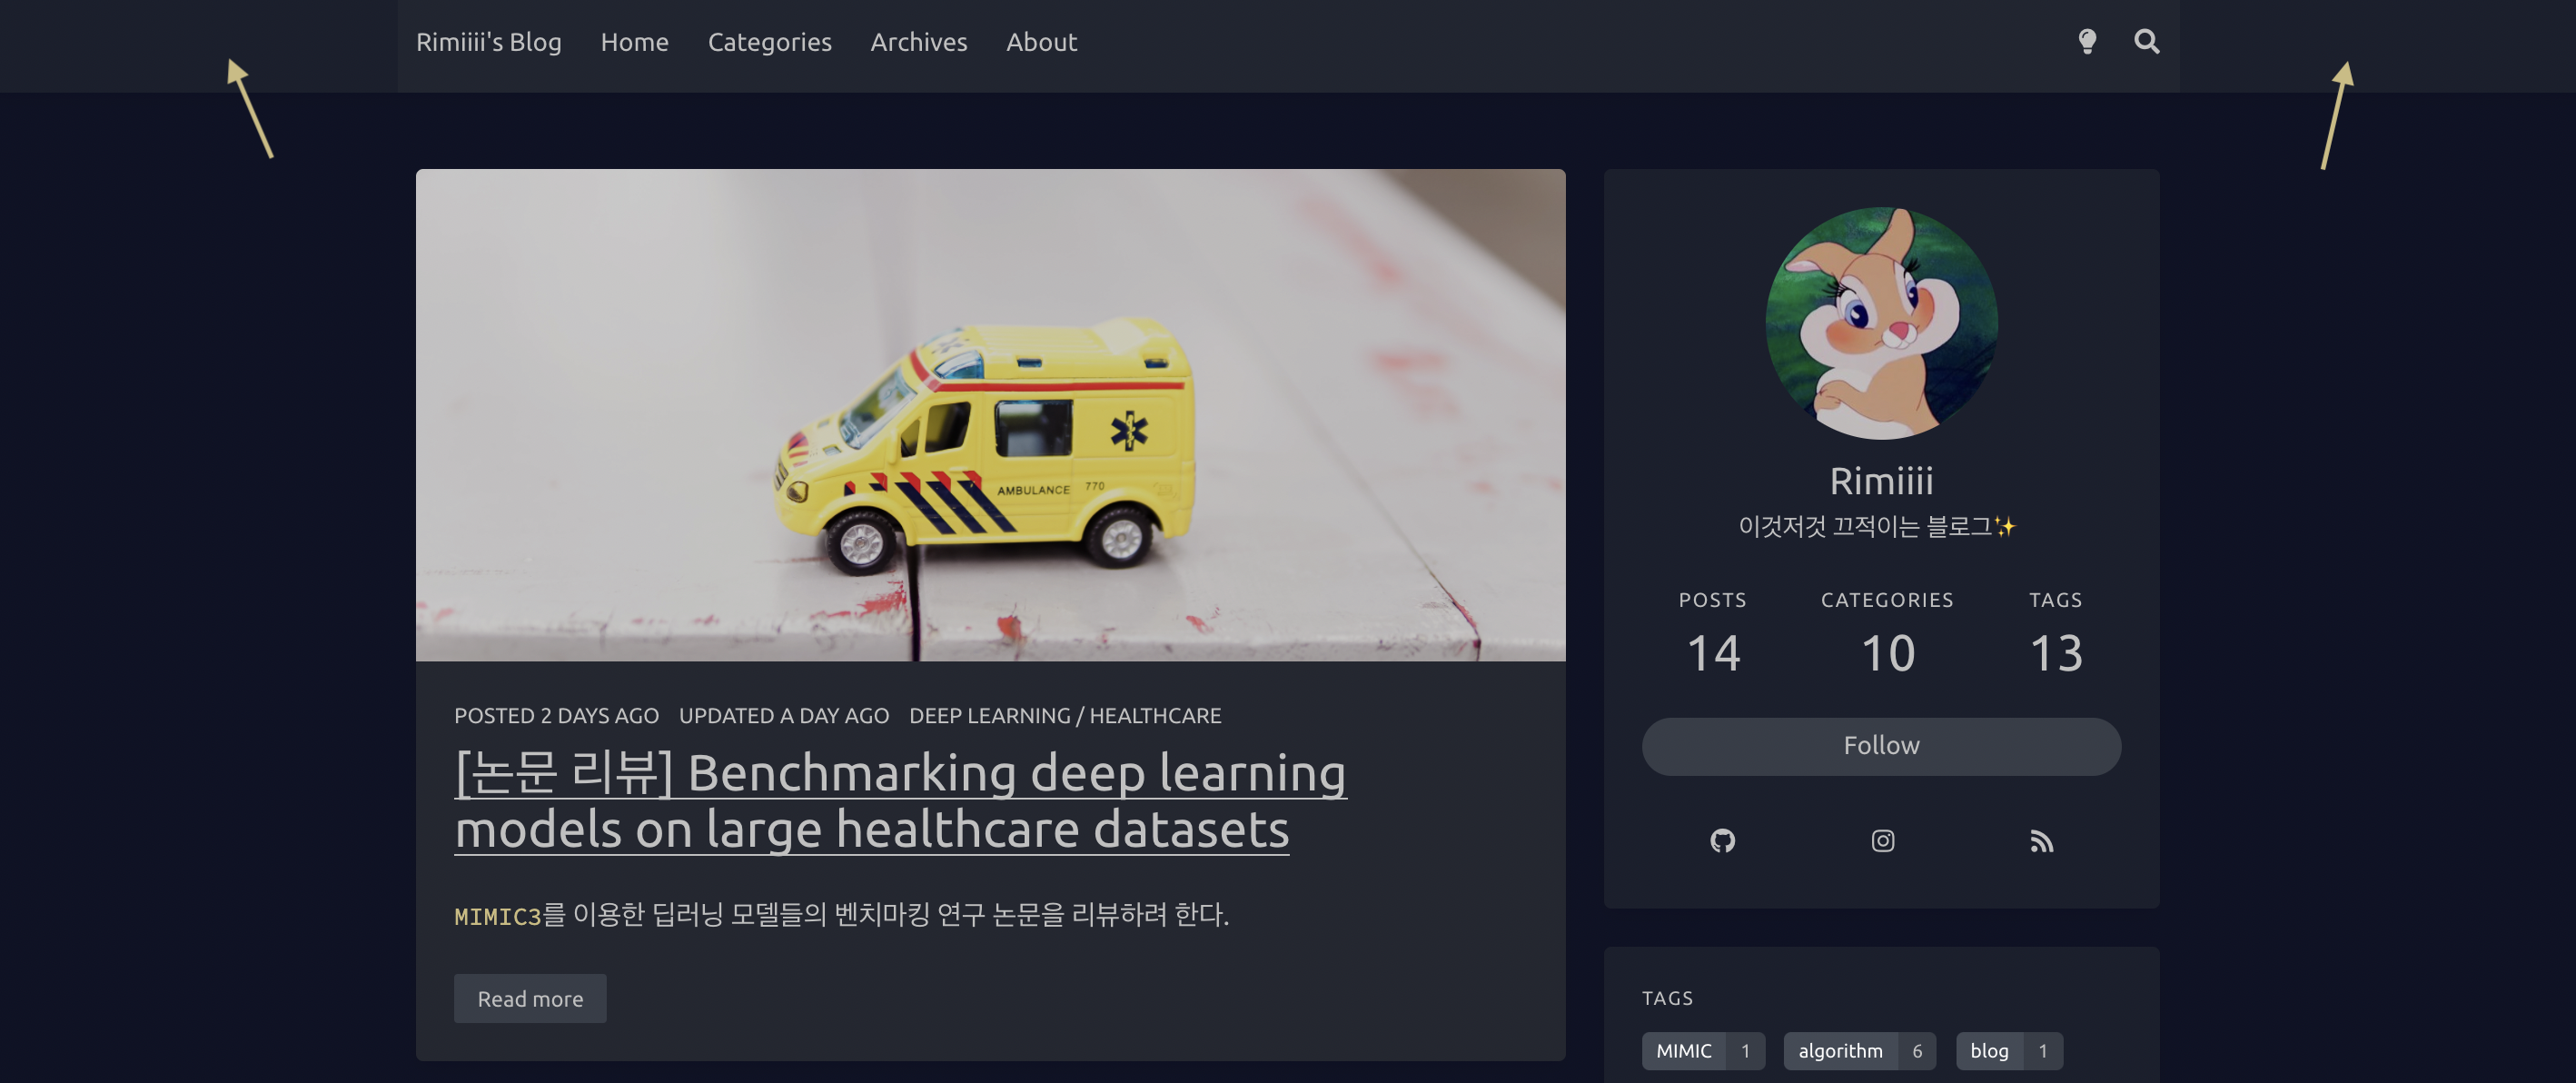 Rimiiii's Blog Home Categories Archives About
AMBULANCE 770
POSTED 2 DAYS AGO UPDATED A DAY AGO DEEP LEARNING / HEALTHCARE
[논문 리뷰] Benchmarking deep learning
models on large healthcare datasets
MIMIC3를 이용한 딥러닝 모델들의 벤치마킹 연구 논문을 리뷰하려 한다.
Read more
Rimiiii
이것저것 끄적이는 블로그✨
POSTS CATEGORIES TAGS
14 10 13
Follow
TAGS
MIMIC 1 algorithm 6 blog 1